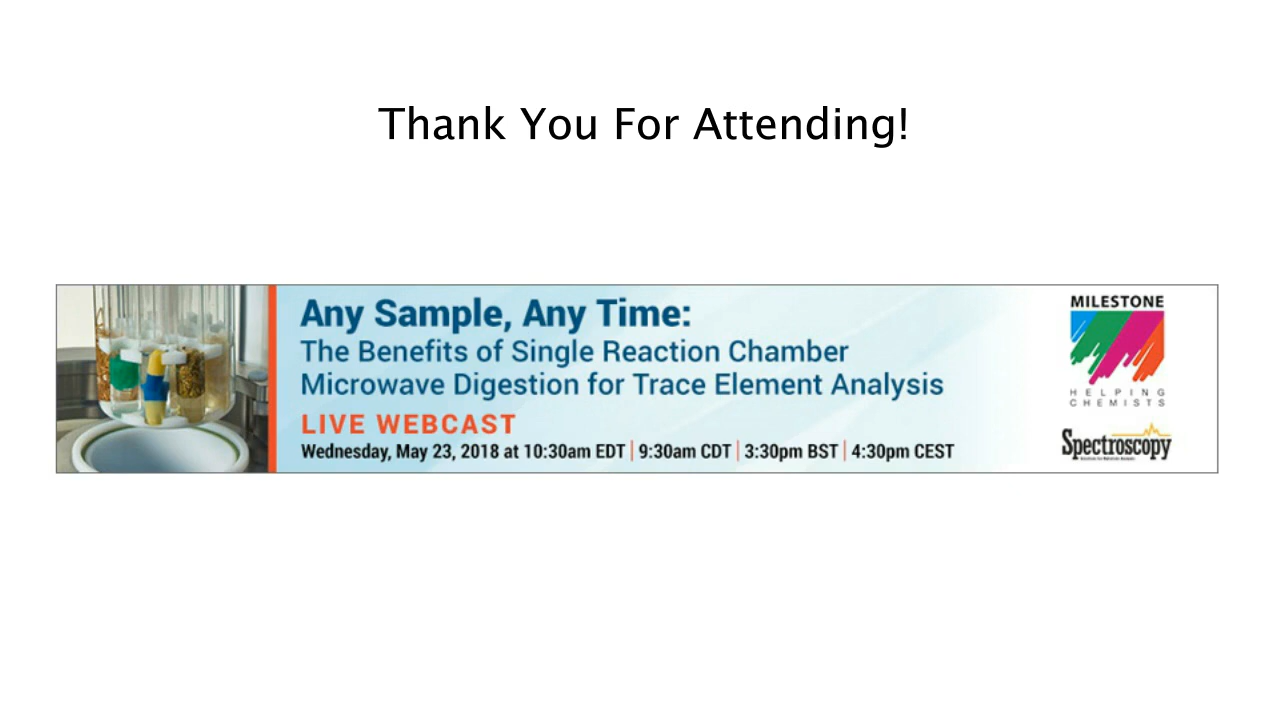 Thank You For Attending!
Any Sample, Any Time:
The Benefits of Single Reaction Chamber
Microwave Digestion for Trace Element Analysis
LIVE WEBCAST
Wednesday, May 23, 2018 at 10:30am EDT | 9:30am CDT | 3:30pm BST | 4:30pm CEST
MILESTONE
HELPING
CHEMISTS
Spectroscopy